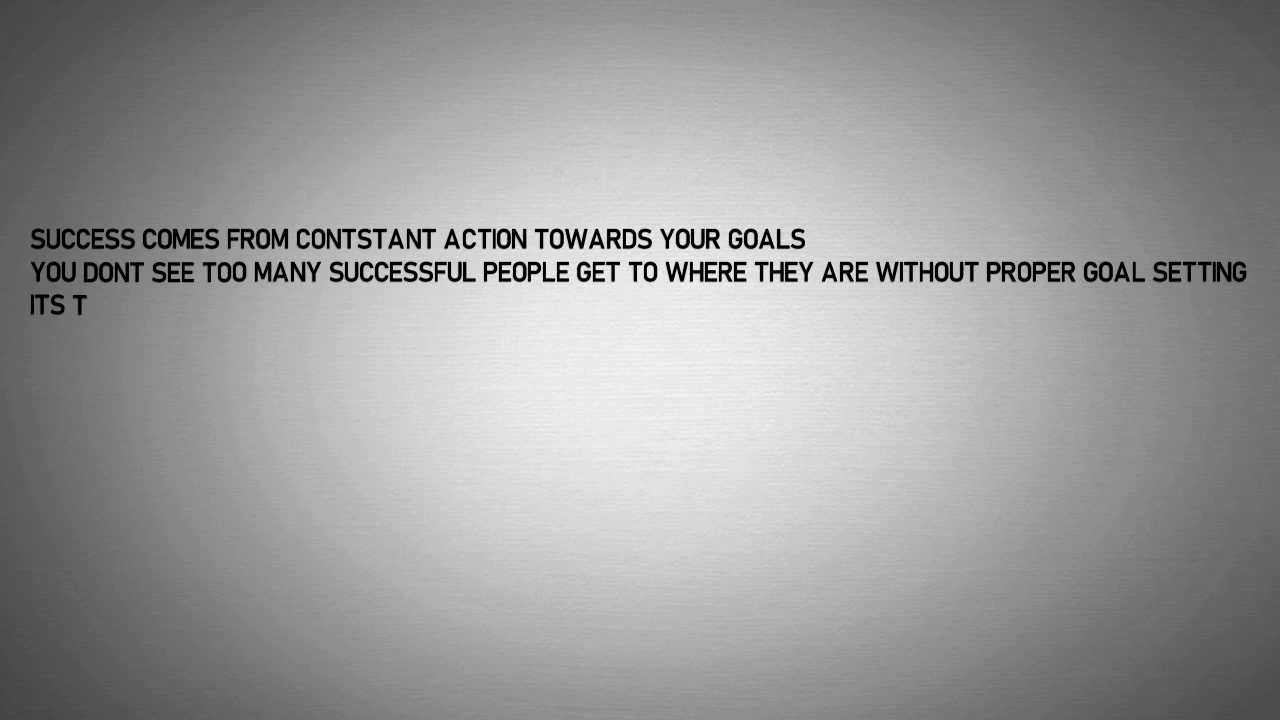 SUCCESS COMES FROM CONTSTANT ACTION TOWARDS YOUR GOALS
YOU DONT SEE TOO MANY SUCCESSFUL PEOPLE GET TO WHERE THEY ARE WITHOUT PROPER GOAL SETTING
ITS T